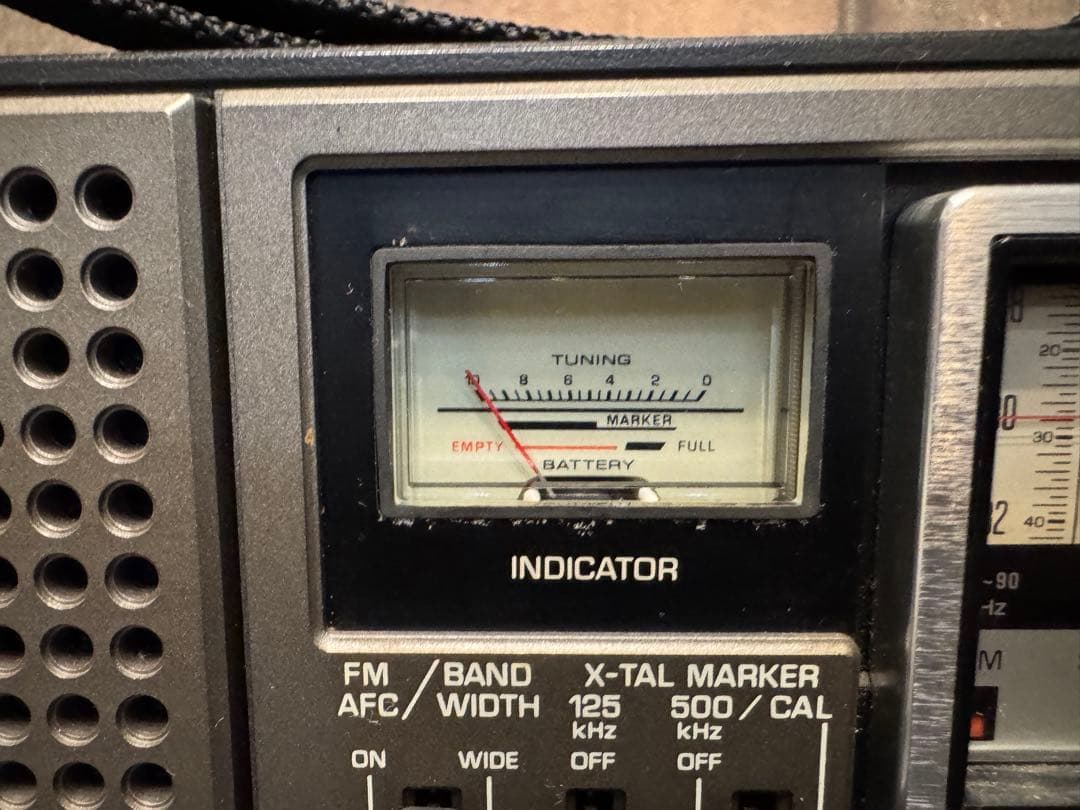 TUNING
10 8 6 4 2 0
MARKER
EMPTY FULL
BATTERY
INDICATOR
FM / BAND X-TAL MARKER
AFC / WIDTH 125 500 / CAL
kHz kHz
ON WIDE OFF OFF
20
30
40
~90
M